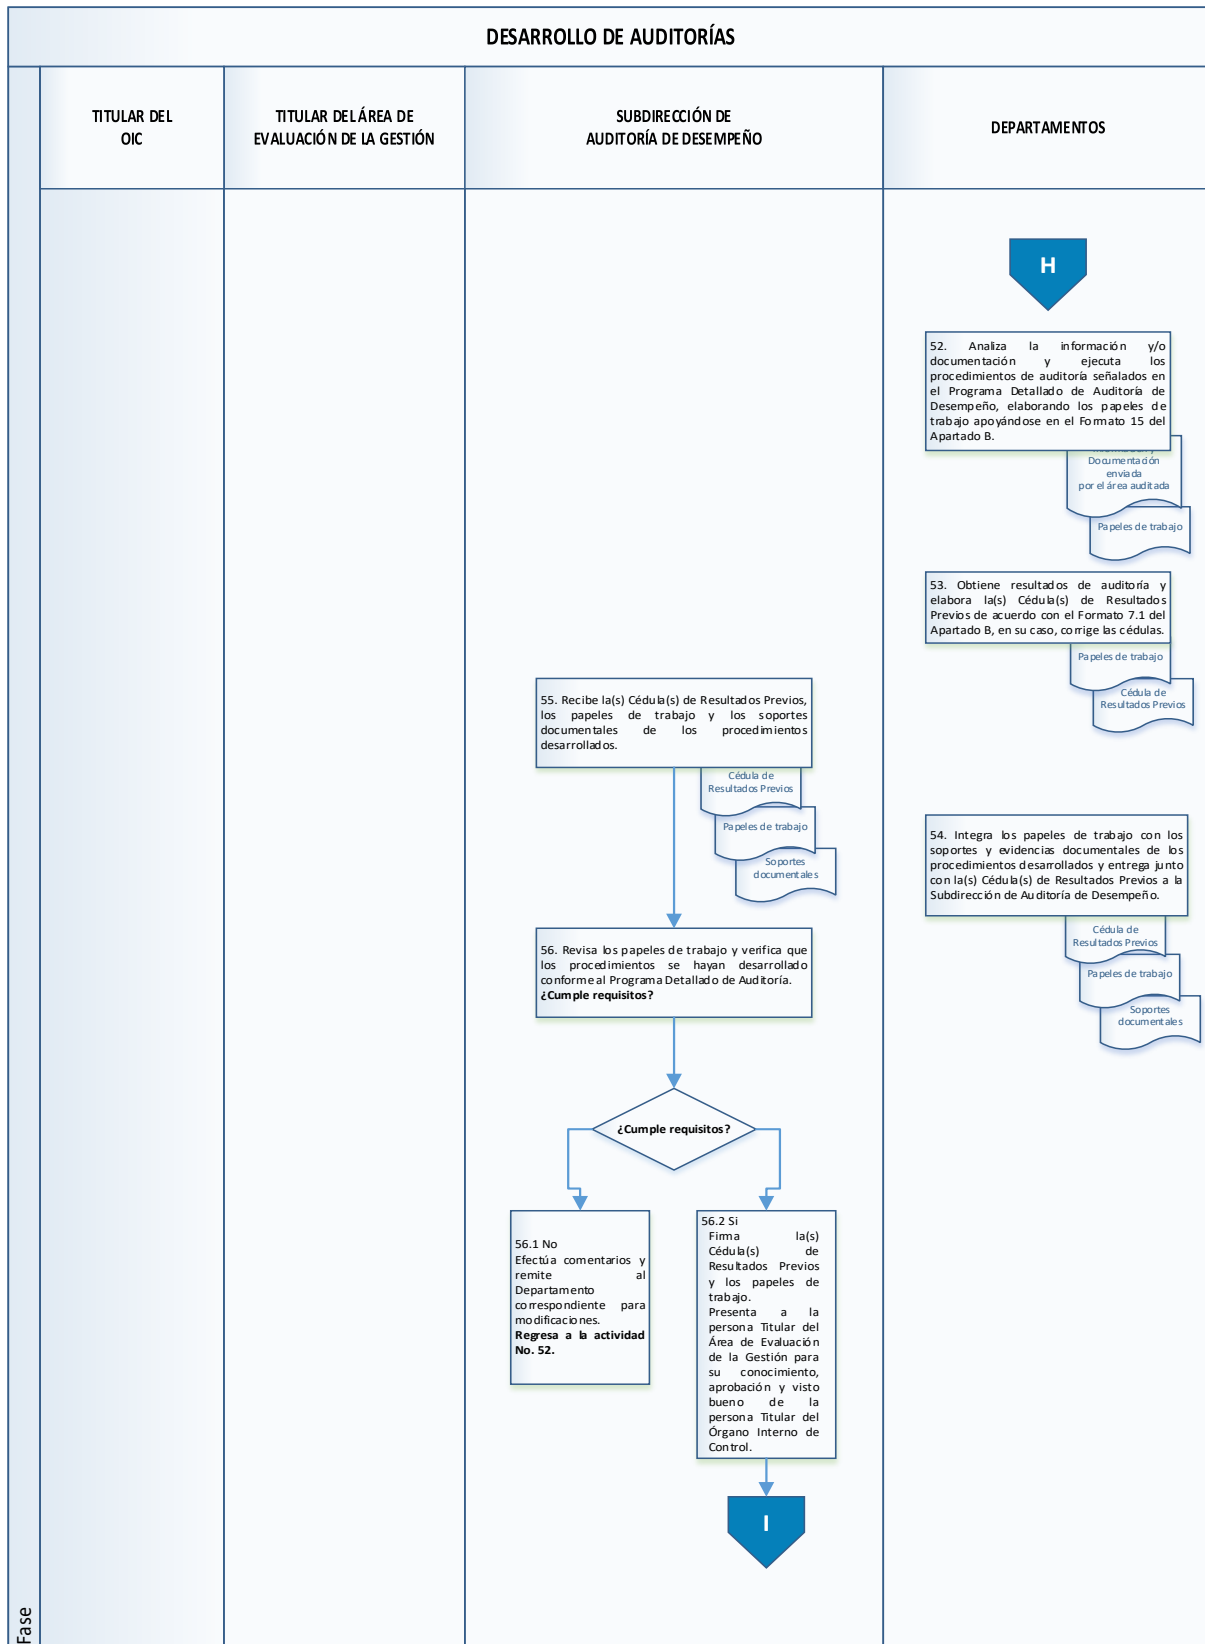 DESARROLLO DE AUDITORÍAS
TITULAR DEL
OIC
TITULAR DEL ÁREA DE
EVALUACIÓN DE LA GESTIÓN
SUBDIRECCIÓN DE
AUDITORÍA DE DESEMPEÑO
DEPARTAMENTOS
H
52. Analiza la información y/o
documentación y ejecuta los
procedimientos de auditoría señalados en
el Programa Detallado de Auditoría de
Desempeño, elaborando los papeles de
trabajo apoyándose en el Formato 15 del
Apartado B.
Documentación
enviada
por el área auditada
Papeles de trabajo
53. Obtiene resultados de auditoría y
elabora la(s) Cédula(s) de Resultados
Previos de acuerdo con el Formato 7.1 del
Apartado B, en su caso, corrige las cédulas.
Papeles de trabajo
Cédula de
Resultados Previos
54. Integra los papeles de trabajo con los
soportes y evidencias documentales de los
procedimientos desarrollados y entrega junto
con la(s) Cédula(s) de Resultados Previos a la
Subdirección de Auditoría de Desempeño.
Cédula de
Resultados Previos
Papeles de trabajo
Soportes
documentales
55. Recibe la(s) Cédula(s) de Resultados Previos,
los papeles de trabajo y los soportes
documentales de los procedimientos
desarrollados.
Cédula de
Resultados Previos
Papeles de trabajo
Soportes
documentales
56. Revisa los papeles de trabajo y verifica que
los procedimientos se hayan desarrollado
conforme al Programa Detallado de Auditoría.
¿Cumple requisitos?
¿Cumple requisitos?
56.1 No
Efectúa comentarios y
remite al
Departamento
correspondiente para
modificaciones.
Regresa a la actividad
No. 52.
56.2 Si
Firma la(s)
Cédula(s) de
Resultados Previos
y los papeles de
trabajo.
Presenta a la
persona Titular del
Área de Evaluación
de la Gestión para
su conocimiento,
aprobación y visto
bueno de la
persona Titular del
Órgano Interno de
Control.
I
Fase